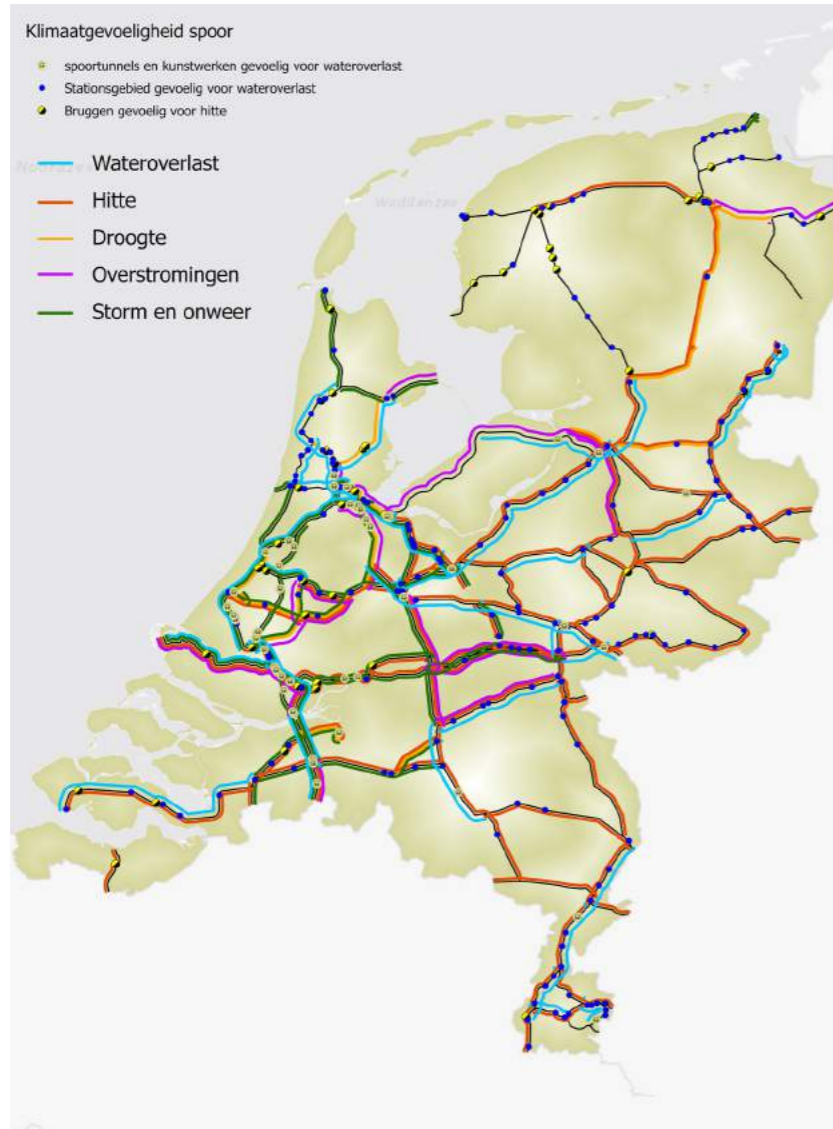 Klimaatgevoeligheid spoor
spoortunnels en kunstwerken gevoelig voor wateroverlast
Stationsgebied gevoelig voor wateroverlast
Bruggen gevoelig voor hitte
Wateroverlast
Noordzee
Hitte
Waddenzee
Droogte
Overstromingen
Storm en onweer